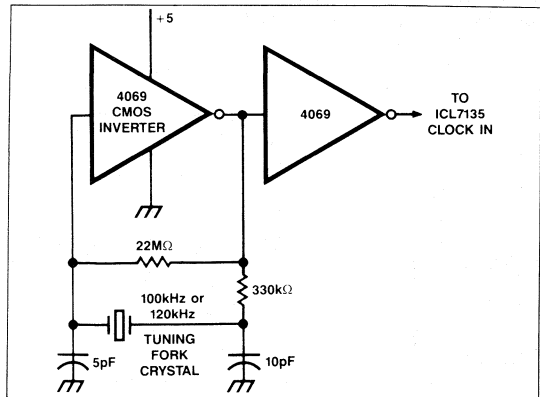 +5
4069
CMOS
INVERTER
4069
TO
ICL7135
CLOCK IN
22MΩ
330kΩ
100kHz or
120kHz
TUNING
FORK
CRYSTAL
5pF
10pF